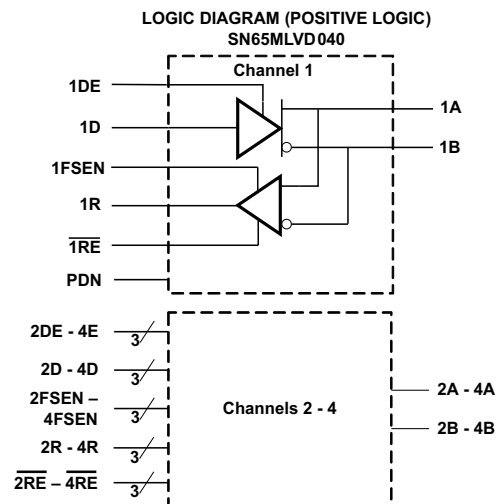 LOGIC DIAGRAM (POSITIVE LOGIC)
SN65MLVD040
Channel 1
1DE
1D
1FSEN
1R
1RE
PDN
1A
1B
2DE - 4E
3
2D - 4D
3
2FSEN –
4FSEN
3
2R - 4R
3
2RE – 4RE
3
Channels 2 - 4
2A - 4A
2B - 4B